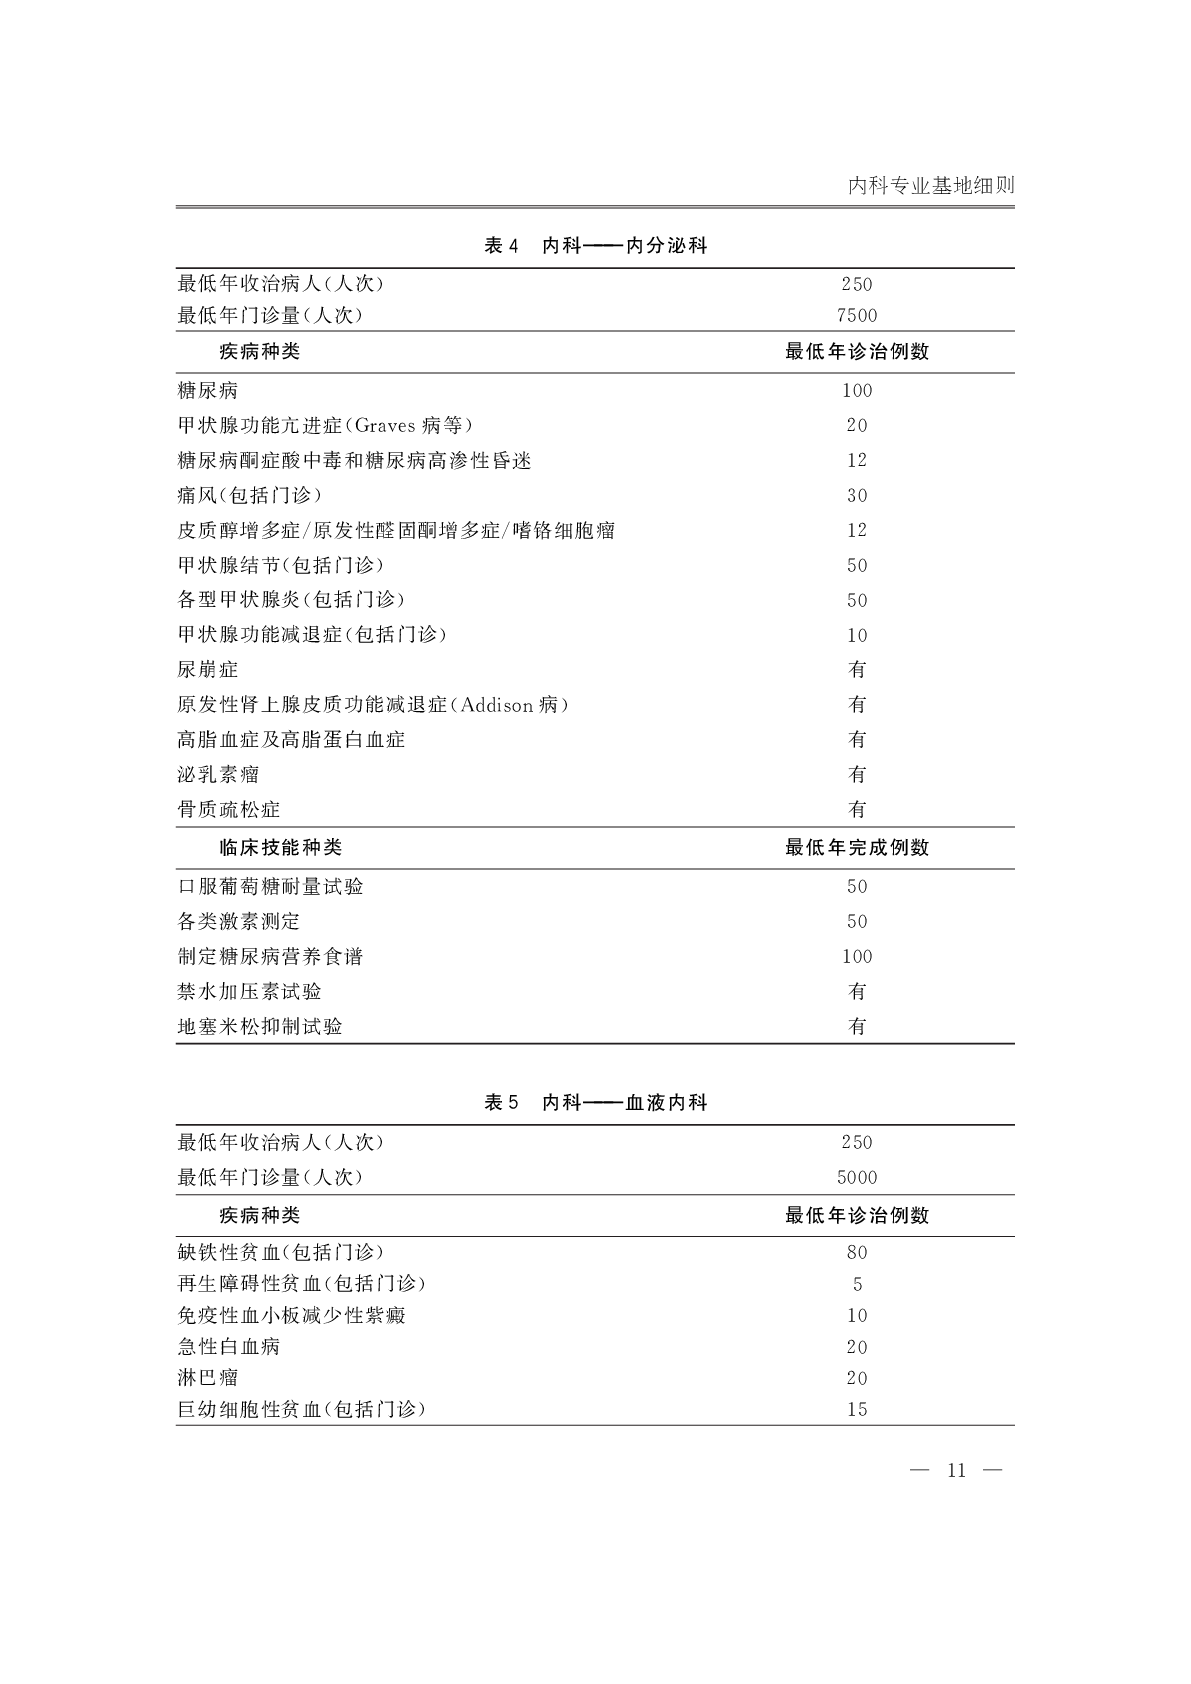 内科专业基地细则
表 4 内科——内分泌科
最低年收治病人(人次) 250
最低年门诊量(人次) 7500
疾病种类 最低年诊治例数
糖尿病 100
甲状腺功能亢进症(Graves 病等) 20
糖尿病酮症酸中毒和糖尿病高渗性昏迷 12
痛风(包括门诊) 30
皮质醇增多症/原发性醛固酮增多症/嗜铬细胞瘤 12
甲状腺结节(包括门诊) 50
各型甲状腺炎(包括门诊) 50
甲状腺功能减退症(包括门诊) 10
尿崩症 有
原发性肾上腺皮质功能减退症(Addison 病) 有
高脂血症及高脂蛋白血症 有
泌乳素瘤 有
骨质疏松症 有
临床技能种类 最低年完成例数
口服葡萄糖耐量试验 50
各类激素测定 50
制定糖尿病营养食谱 100
禁水加压素试验 有
地塞米松抑制试验 有
表 5 内科——血液内科
最低年收治病人(人次) 250
最低年门诊量(人次) 5000
疾病种类 最低年诊治例数
缺铁性贫血(包括门诊) 80
再生障碍性贫血(包括门诊) 5
免疫性血小板减少性紫癜 10
急性白血病 20
淋巴瘤 20
巨幼细胞性贫血(包括门诊) 15
— 11 —